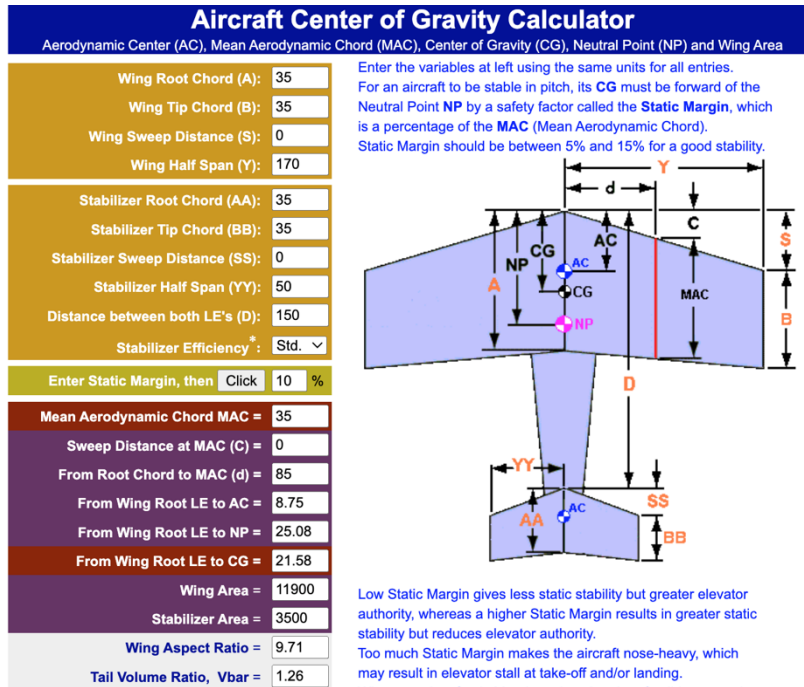 Aircraft Center of Gravity Calculator
Aerodynamic Center (AC), Mean Aerodynamic Chord (MAC), Center of Gravity (CG), Neutral Point (NP) and Wing Area
Wing Root Chord (A): 35
Wing Tip Chord (B): 35
Wing Sweep Distance (S): 0
Wing Half Span (Y): 170
Stabilizer Root Chord (AA): 35
Stabilizer Tip Chord (BB): 35
Stabilizer Sweep Distance (SS): 0
Stabilizer Half Span (YY): 50
Distance between both LE's (D): 150
Stabilizer Efficiency*: Std.
Enter Static Margin, then Click 10 %
Mean Aerodynamic Chord MAC = 35
Sweep Distance at MAC (C) = 0
From Root Chord to MAC (d) = 85
From Wing Root LE to AC = 8.75
From Wing Root LE to NP = 25.08
From Wing Root LE to CG = 21.58
Wing Area = 11900
Stabilizer Area = 3500
Wing Aspect Ratio = 9.71
Tail Volume Ratio, Vbar = 1.26
Enter the variables at left using the same units for all entries.
For an aircraft to be stable in pitch, its CG must be forward of the
Neutral Point NP by a safety factor called the Static Margin, which
is a percentage of the MAC (Mean Aerodynamic Chord).
Static Margin should be between 5% and 15% for a good stability.
Y
d
C
S
AC
CG
NP
A
AC
CG
NP
MAC
B
D
YY
SS
AA
AC
BB
Low Static Margin gives less static stability but greater elevator
authority, whereas a higher Static Margin results in greater static
stability but reduces elevator authority.
Too much Static Margin makes the aircraft nose-heavy, which
may result in elevator stall at take-off and/or landing.